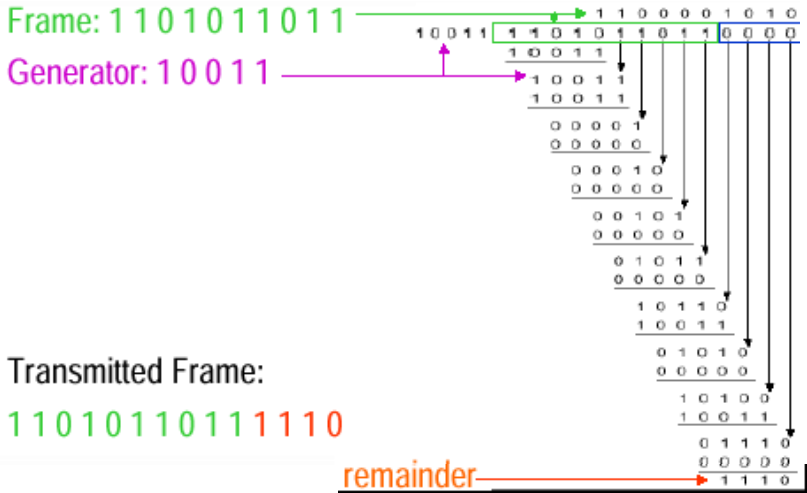 Frame: 1 1 0 1 0 1 1 0 1 1
1 1 0 0 0 0 1 0 1 0
1 0 0 1 1 1 1 0 1 0 1 1 0 1 1 0 0 0 0
1 0 0 1 1
Generator: 1 0 0 1 1
1 0 0 1 1
1 0 0 1 1
0 0 0 0 1
0 0 0 0 0
0 0 0 1 0
0 0 0 0 0
0 0 1 0 1
0 0 0 0 0
0 1 0 1 1
0 0 0 0 0
1 0 1 1 0
1 0 0 1 1
0 1 0 1 0
0 0 0 0 0
1 0 1 0 0
1 0 0 1 1
0 1 1 1 0
0 0 0 0 0
1 1 1 0
Transmitted Frame:
1 1 0 1 0 1 1 0 1 1 1 1 1 0
remainder